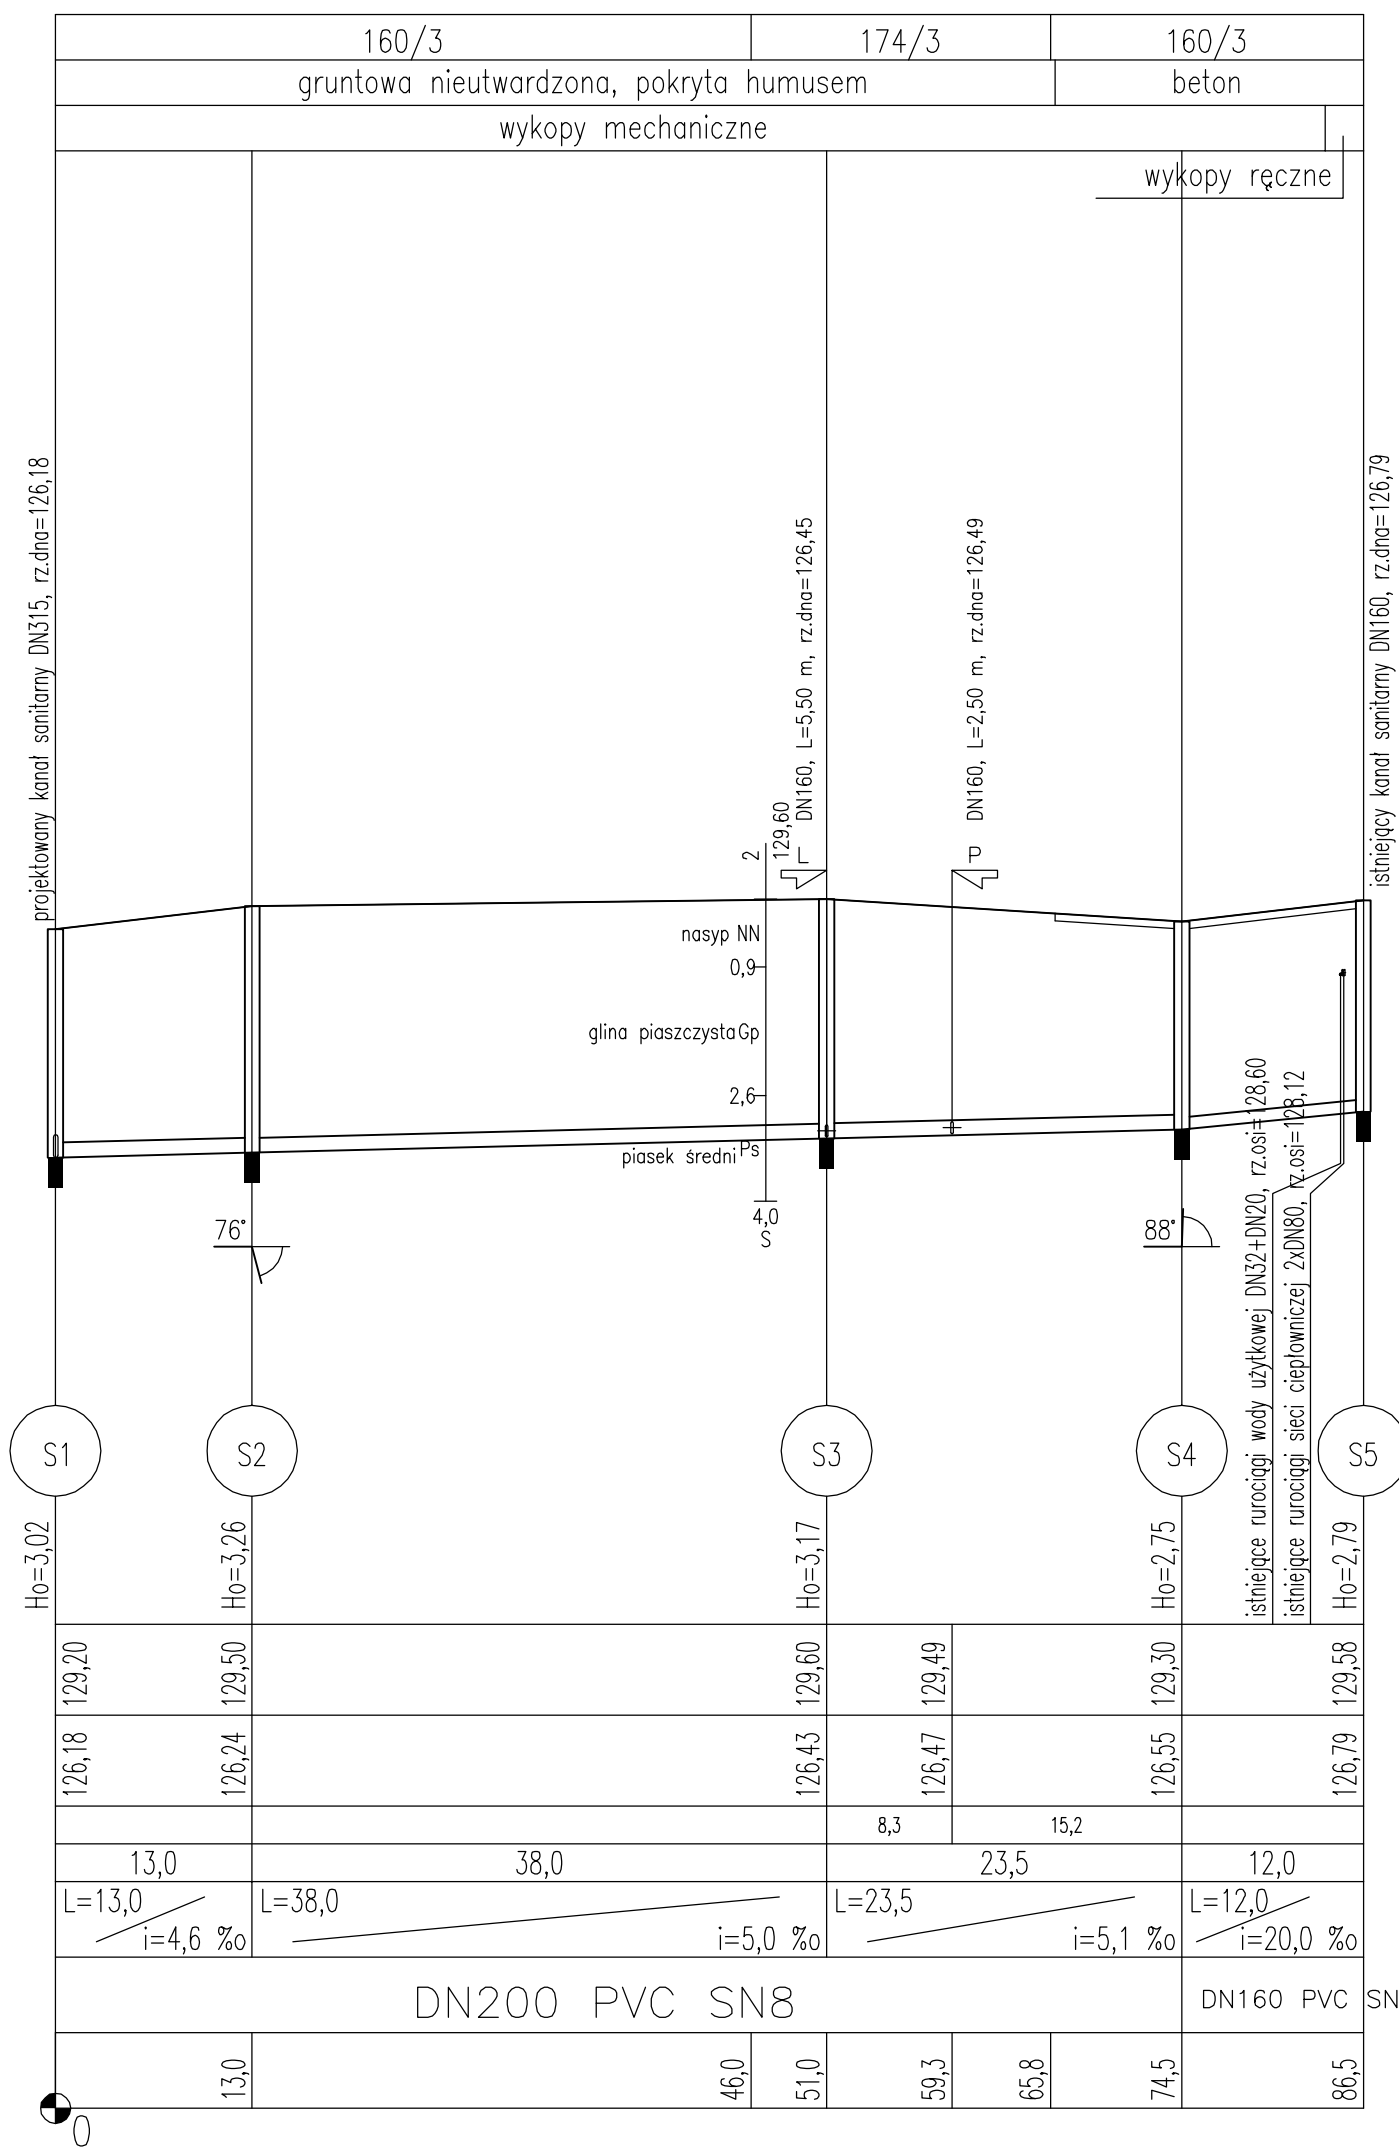 160/3 174/3 160/3
gruntowa nieutwardzona, pokryta humusem beton
wykopy mechaniczne
wykopy ręczne
projektowany kanał sanitarny DN315, rz.dna=126,18
DN160, L=5,50 m, rz.dna=126,45
DN160, L=2,50 m, rz.dna=126,49
istniejący kanał sanitarny DN160, rz.dna=126,79
2
129,60
L
P
nasyp NN
0,9
glina piaszczysta Gp
2,6
piasek średni Ps
4,0
S
76°
88°
istniejące rurociągi wody użytkowej DN32+DN20, rz.osi=128,60
istniejące rurociągi sieci ciepłowniczej 2xDN80, rz.osi=128,12
S1 S2 S3 S4 S5
Ho=3,02 Ho=3,26 Ho=3,17 Ho=2,75 Ho=2,79
129,20 129,50 129,60 129,49 129,30 129,58
126,18 126,24 126,43 126,47 126,55 126,79
8,3 15,2
13,0 38,0 23,5 12,0
L=13,0 L=38,0 L=23,5 L=12,0
i=4,6 ‰ i=5,0 ‰ i=5,1 ‰ i=20,0 ‰
DN200 PVC SN8 DN160 PVC SN
13,0 46,0 51,0 59,3 65,8 74,5 86,5
0